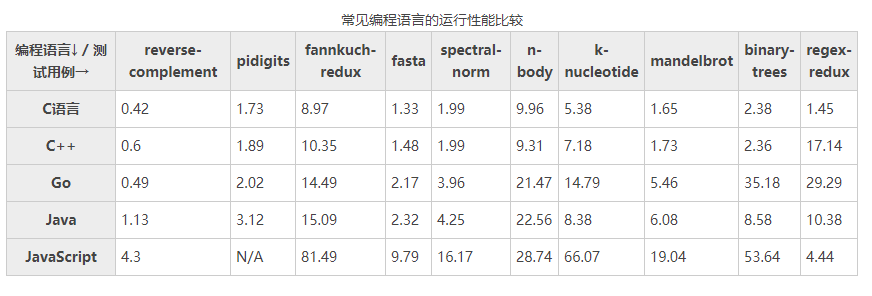 常见编程语言的运行性能比较
编程语言↓ / 测 reverse- pidigits fannkuch- fasta spectral- n- k- mandelbrot binary- regex-
试用例→ complement redux norm body nucleotide trees redux
C语言 0.42 1.73 8.97 1.33 1.99 9.96 5.38 1.65 2.38 1.45
C++ 0.6 1.89 10.35 1.48 1.99 9.31 7.18 1.73 2.36 17.14
Go 0.49 2.02 14.49 2.17 3.96 21.47 14.79 5.46 35.18 29.29
Java 1.13 3.12 15.09 2.32 4.25 22.56 8.38 6.08 8.58 10.38
JavaScript 4.3 N/A 81.49 9.79 16.17 28.74 66.07 19.04 53.64 4.44